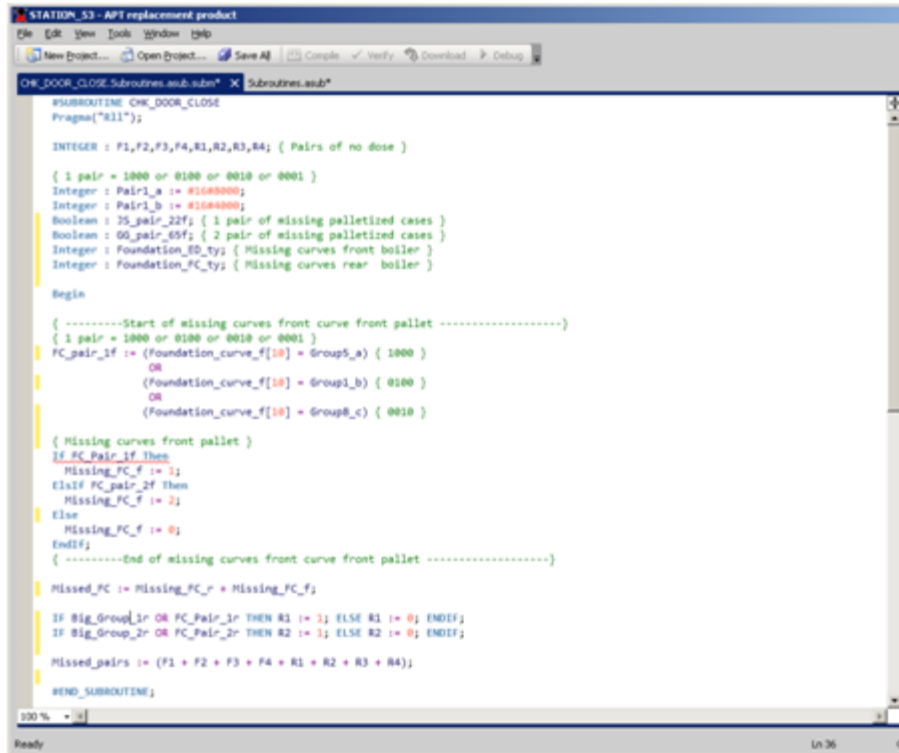 STATION_53 - APT replacement product
File Edit View Tools Window Help
New Project... Open Project... Save All Compile Verify Download Debug
CHK_DOOR_CLOSE.Subroutines.asub.subm* X Subroutines.asub*
#SUBROUTINE CHK_DOOR_CLOSE
Pragma("Rll");
INTEGER : F1,F2,F3,F4,R1,R2,R3,R4; { Pairs of no dose }
{ 1 pair = 1000 or 0100 or 0010 or 0001 }
Integer : Pair1_a := #16#8000;
Integer : Pair1_b := #16#4000;
Boolean : JS_pair_22f; { 1 pair of missing palletized cases }
Boolean : GG_pair_65f; { 2 pair of missing palletized cases }
Integer : Foundation_ED_ty; { Missing curves front boiler }
Integer : Foundation_FC_ty; { Missing curves rear  boiler }
Begin
{ ---------Start of missing curves front curve front pallet ------------------}
{ 1 pair = 1000 or 0100 or 0010 or 0001 }
FC_pair_1f := (Foundation_curve_f[10] = Group5_a) { 1000 }
OR
(Foundation_curve_f[10] = Group1_b) { 0100 }
OR
(Foundation_curve_f[10] = Group8_c) { 0010 }
{ Missing curves front pallet }
If FC_Pair_1f Then
Missing_FC_f := 1;
ElsIf FC_pair_2f Then
Missing_FC_f := 2;
Else
Missing_FC_f := 0;
EndIf;
{ ---------End of missing curves front curve front pallet ------------------}
Missed_FC := Missing_FC_r + Missing_FC_f;
IF Big_Group_1r OR FC_Pair_1r THEN R1 := 1; ELSE R1 := 0; ENDIF;
IF Big_Group_2r OR FC_Pair_2r THEN R2 := 1; ELSE R2 := 0; ENDIF;
Missed_pairs := (F1 + F2 + F3 + F4 + R1 + R2 + R3 + R4);
#END_SUBROUTINE;
100 %
Ready Ln 36